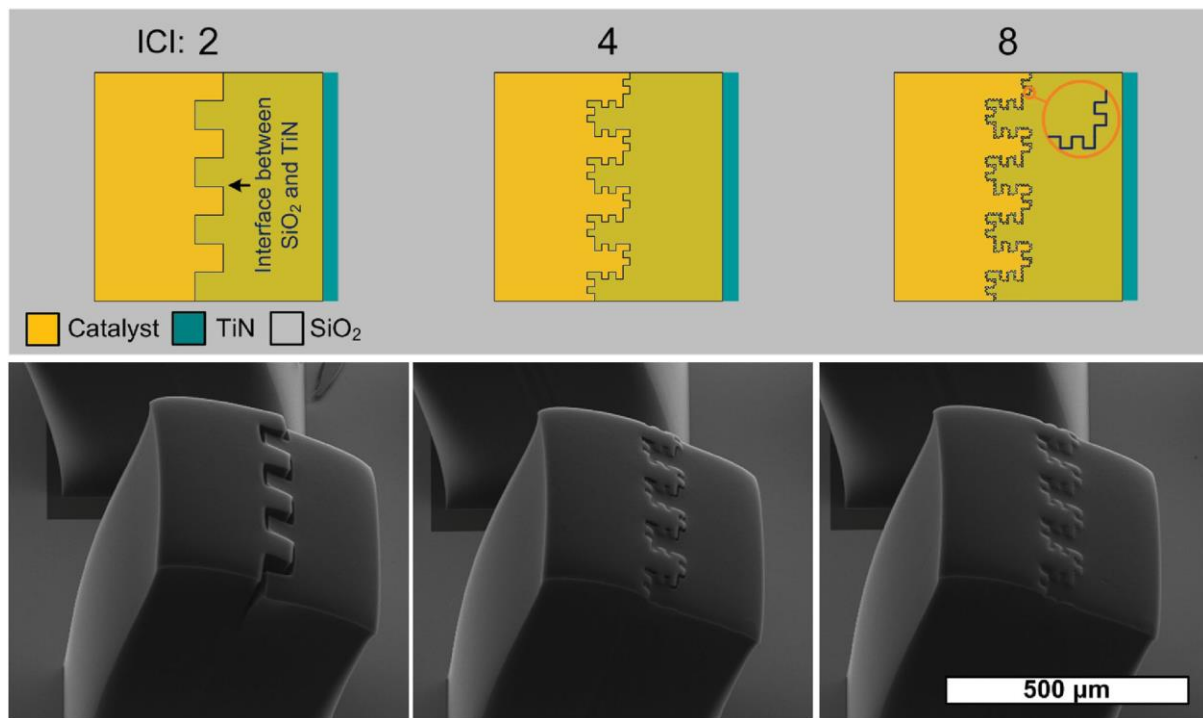 ICI: 2
4
8
Interface between
SiO₂ and TiN
Catalyst
TiN
SiO₂
500 µm